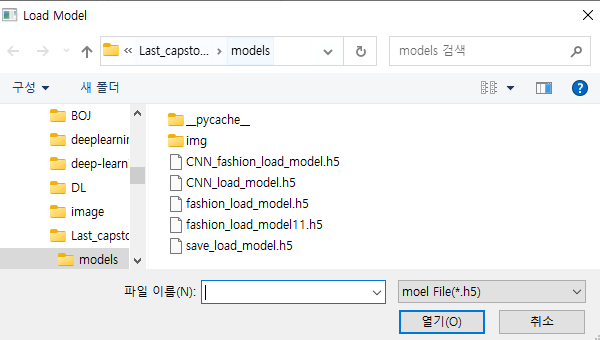 Load Model
« Last_capsto... > models
models 검색
구성
새 폴더
BOJ
deeplearnin
deep-learn
DL
image
Last_capsto
models
__pycache__
img
CNN_fashion_load_model.h5
CNN_load_model.h5
fashion_load_model.h5
fashion_load_model11.h5
save_load_model.h5
파일 이름(N):
moel File(*.h5)
열기(O)
취소